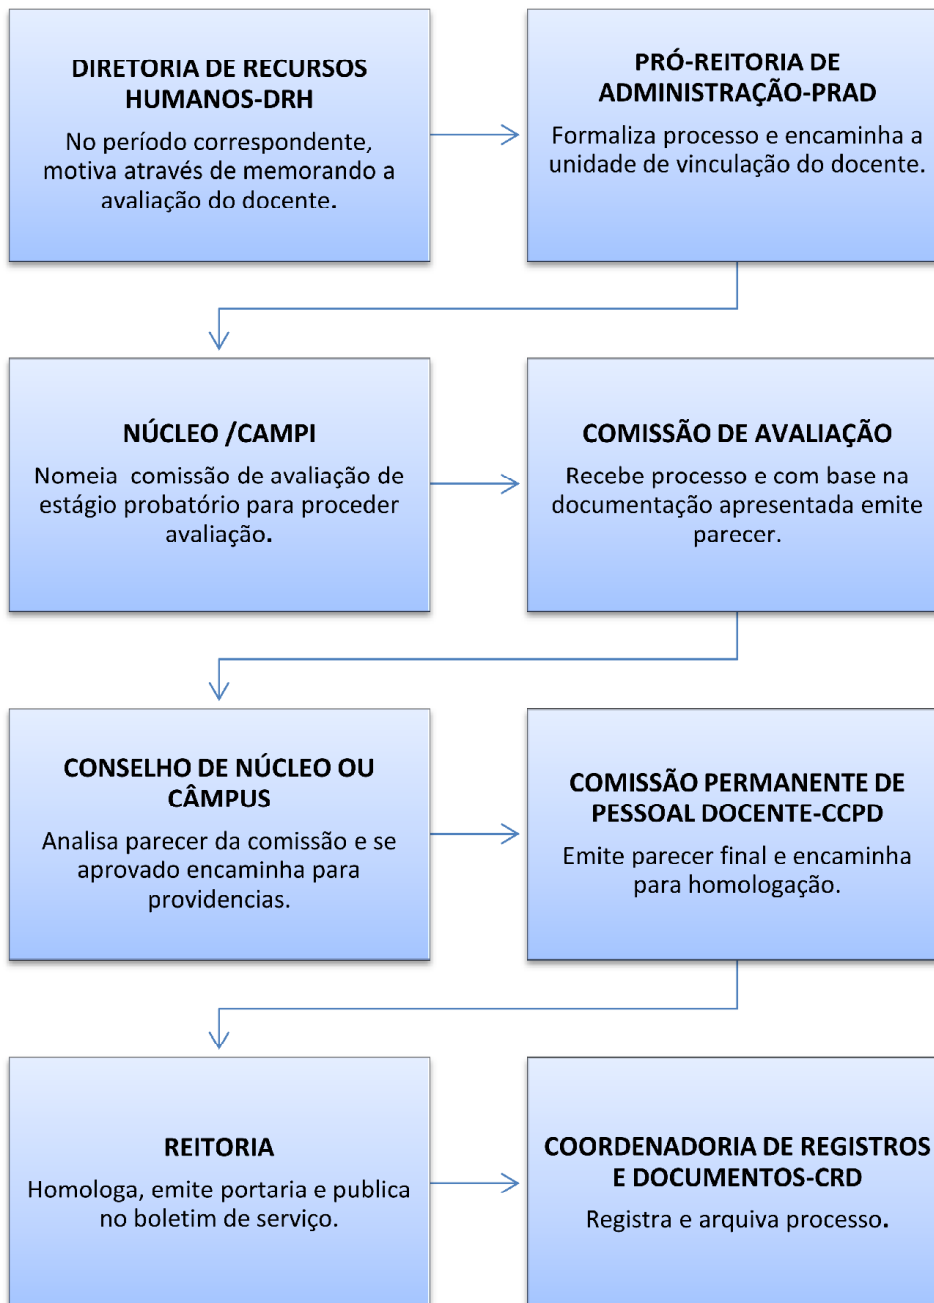 DIRETORIA DE RECURSOS
HUMANOS-DRH
No período correspondente,
motiva através de memorando a
avaliação do docente.
PRÓ-REITORIA DE
ADMINISTRAÇÃO-PRAD
Formaliza processo e encaminha a
unidade de vinculação do docente.
NÚCLEO /CAMPI
Nomeia comissão de avaliação de
estágio probatório para proceder
avaliação.
COMISSÃO DE AVALIAÇÃO
Recebe processo e com base na
documentação apresentada emite
parecer.
CONSELHO DE NÚCLEO OU
CÂMPUS
Analisa parecer da comissão e se
aprovado encaminha para
providencias.
COMISSÃO PERMANENTE DE
PESSOAL DOCENTE-CCPD
Emite parecer final e encaminha
para homologação.
REITORIA
Homologa, emite portaria e publica
no boletim de serviço.
COORDENADORIA DE REGISTROS
E DOCUMENTOS-CRD
Registra e arquiva processo.